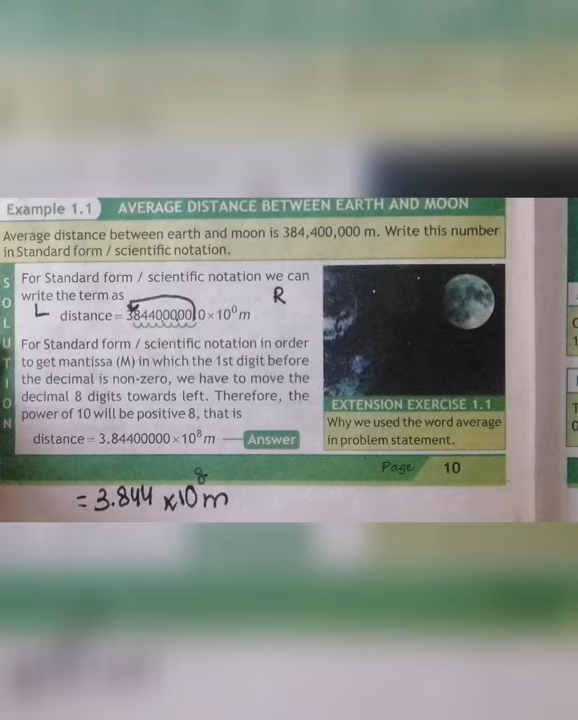 Example 1.1 AVERAGE DISTANCE BETWEEN EARTH AND MOON
Average distance between earth and moon is 384,400,000 m. Write this number
in Standard form / scientific notation.
SOLUTION
For Standard form / scientific notation we can
write the term as
L R
distance = 384400000.0 × 10⁰ m
For Standard form / scientific notation in order
to get mantissa (M) in which the 1st digit before
the decimal is non-zero, we have to move the
decimal 8 digits towards left. Therefore, the
power of 10 will be positive 8, that is
distance = 3.84400000 × 10⁸ m Answer
EXTENSION EXERCISE 1.1
Why we used the word average
in problem statement.
Page 10
= 3.844 × 10⁸ m